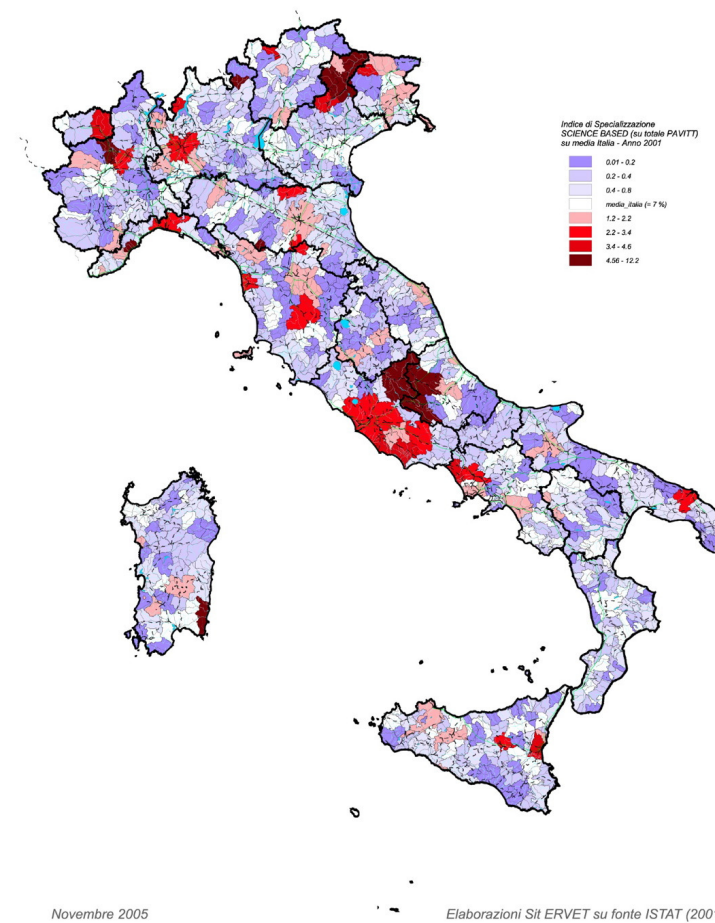 Indice di Specializzazione
SCIENCE BASED (su totale PAVITT)
su media Italia - Anno 2001
0.01 - 0.2
0.2 - 0.4
0.4 - 0.8
media_italia (= 7 %)
1.2 - 2.2
2.2 - 3.4
3.4 - 4.6
4.56 - 12.2
Novembre 2005
Elaborazioni Sit ERVET su fonte ISTAT (200